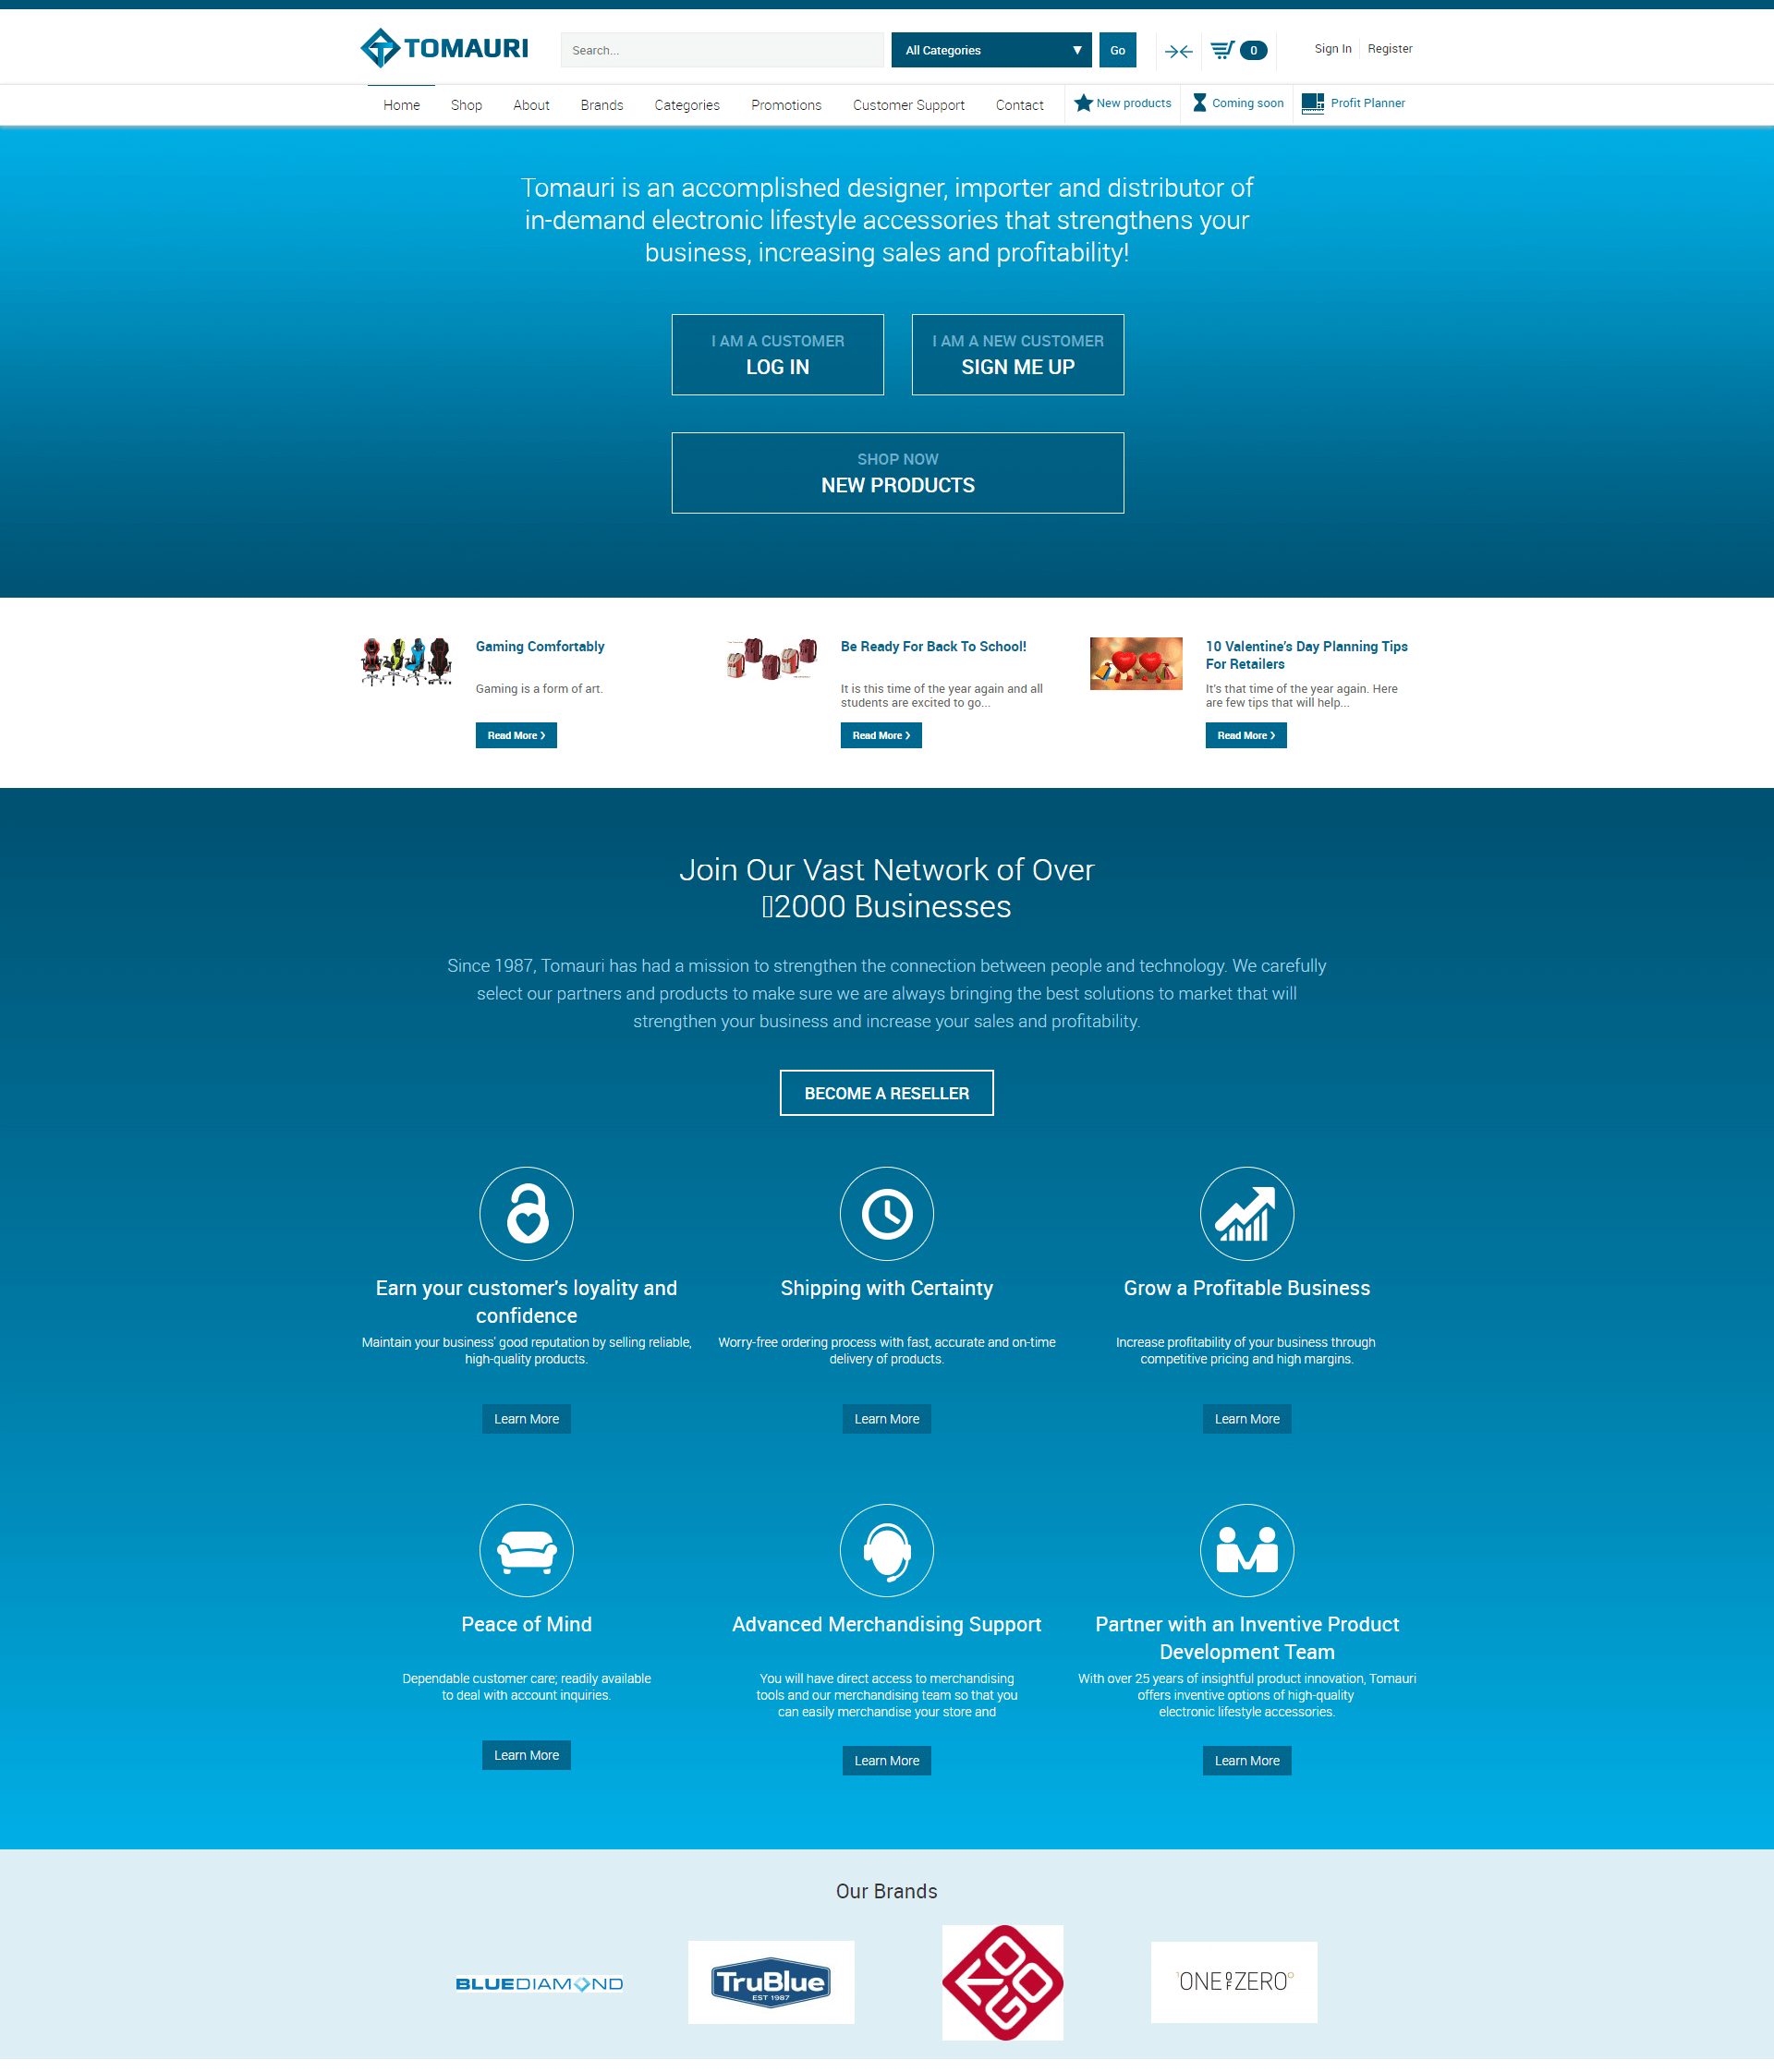 TOMAURI
Search...
All Categories
Go
0
Sign In
Register
Home
Shop
About
Brands
Categories
Promotions
Customer Support
Contact
New products
Coming soon
Profit Planner
Tomauri is an accomplished designer, importer and distributor of
in-demand electronic lifestyle accessories that strengthens your
business, increasing sales and profitability!
I AM A CUSTOMER
LOG IN
I AM A NEW CUSTOMER
SIGN ME UP
SHOP NOW
NEW PRODUCTS
Gaming Comfortably
Gaming is a form of art.
Read More ›
Be Ready For Back To School!
It is this time of the year again and all
students are excited to go...
Read More ›
10 Valentine's Day Planning Tips
For Retailers
It's that time of the year again. Here
are few tips that will help...
Read More ›
Join Our Vast Network of Over
2000 Businesses
Since 1987, Tomauri has had a mission to strengthen the connection between people and technology. We carefully
select our partners and products to make sure we are always bringing the best solutions to market that will
strengthen your business and increase your sales and profitability.
BECOME A RESELLER
Earn your customer's loyality and
confidence
Maintain your business' good reputation by selling reliable,
high-quality products.
Learn More
Shipping with Certainty
Worry-free ordering process with fast, accurate and on-time
delivery of products.
Learn More
Grow a Profitable Business
Increase profitability of your business through
competitive pricing and high margins.
Learn More
Peace of Mind
Dependable customer care; readily available
to deal with account inquiries.
Learn More
Advanced Merchandising Support
You will have direct access to merchandising
tools and our merchandising team so that you
can easily merchandise your store and
Learn More
Partner with an Inventive Product
Development Team
With over 25 years of insightful product innovation, Tomauri
offers inventive options of high-quality
electronic lifestyle accessories.
Learn More
Our Brands
BLUEDIAMOND
TruBlue
EST 1987
FOGO
ONE OF ZERO